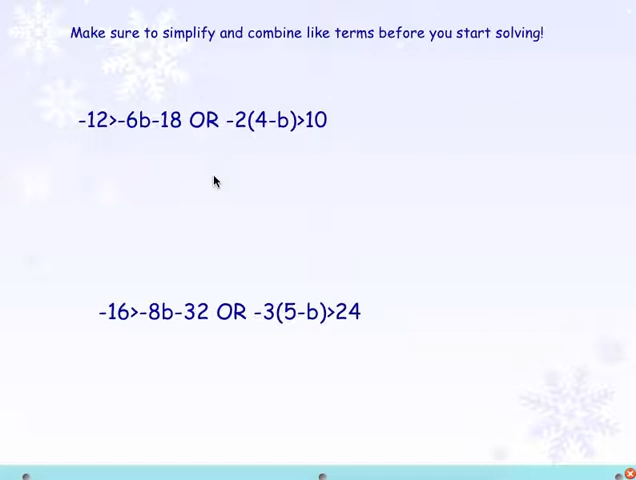 Make sure to simplify and combine like terms before you start solving!
-12>-6b-18 OR -2(4-b)>10
-16>-8b-32 OR -3(5-b)>24